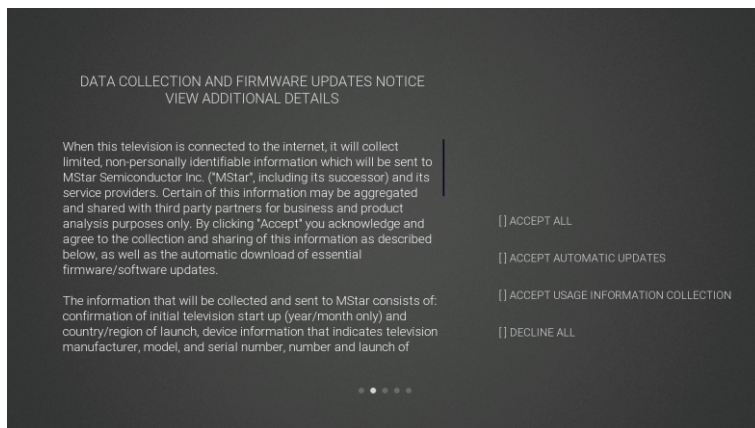 DATA COLLECTION AND FIRMWARE UPDATES NOTICE
VIEW ADDITIONAL DETAILS
When this television is connected to the internet, it will collect
limited, non-personally identifiable information which will be sent to
MStar Semiconductor Inc. ("MStar", including its successor) and its
service providers. Certain of this information may be aggregated
and shared with third party partners for business and product
analysis purposes only. By clicking "Accept" you acknowledge and
agree to the collection and sharing of this information as described
below, as well as the automatic download of essential
firmware/software updates.
The information that will be collected and sent to MStar consists of:
confirmation of initial television start up (year/month only) and
country/region of launch, device information that indicates television
manufacturer, model, and serial number, number and launch of
[ ] ACCEPT ALL
[ ] ACCEPT AUTOMATIC UPDATES
[ ] ACCEPT USAGE INFORMATION COLLECTION
[ ] DECLINE ALL